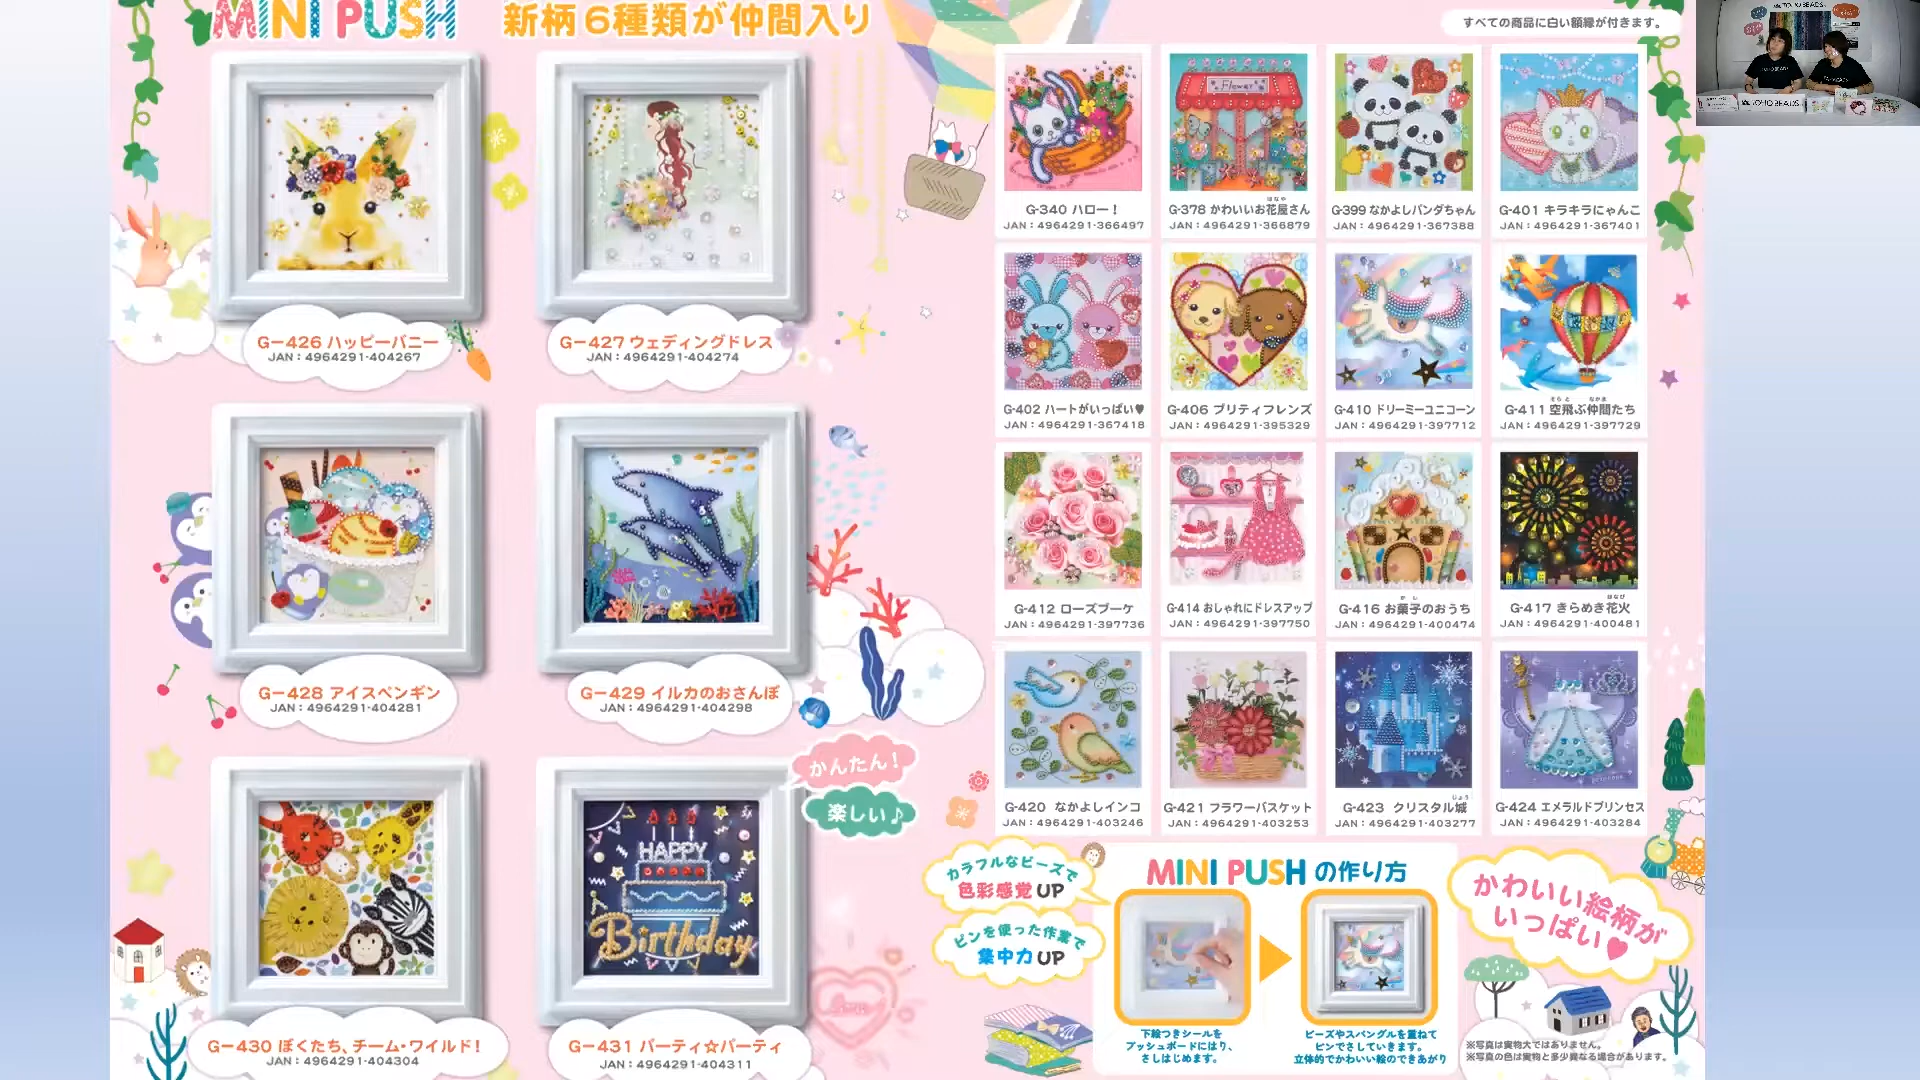 MINI PUSH 新柄6種類が仲間入り
すべての商品に白い額縁が付きます。
G-426 ハッピーバニー
JAN：4964291-404267
G-427 ウェディングドレス
JAN：4964291-404274
G-428 アイスペンギン
JAN：4964291-404281
G-429 イルカのおさんぽ
JAN：4964291-404298
かんたん！
楽しい♪
G-430 ぼくたち、チーム・ワイルド！
JAN：4964291-404304
HAPPY
Birthday
G-431 パーティ☆パーティ
JAN：4964291-404311
G-340 ハロー！
JAN：4964291-366497
Flower
G-378 かわいいお花屋さん
JAN：4964291-366879
G-399 なかよしパンダちゃん
JAN：4964291-367388
G-401 キラキラにゃんこ
JAN：4964291-367401
G-402 ハートがいっぱい♥
JAN：4964291-367418
G-406 プリティフレンズ
JAN：4964291-395329
G-410 ドリーミーユニコーン
JAN：4964291-397712
G-411 空飛ぶ仲間たち
JAN：4964291-397729
G-412 ローズブーケ
JAN：4964291-397736
G-414 おしゃれにドレスアップ
JAN：4964291-397750
G-416 お菓子のおうち
JAN：4964291-400474
G-417 きらめき花火
JAN：4964291-400481
G-420 なかよしインコ
JAN：4964291-403246
G-421 フラワーバスケット
JAN：4964291-403253
G-423 クリスタル城
JAN：4964291-403277
G-424 エメラルドプリンセス
JAN：4964291-403284
カラフルなビーズで
色彩感覚UP
ピンを使った作業で
集中力UP
MINI PUSHの作り方
下絵つきシールを
プッシュボードにはり、
さしはじめます。
ビーズやスパングルを重ねて
ピンでさしていきます。
立体的でかわいい絵のできあがり
かわいい絵柄が
いっぱい♥
※写真は実物大ではありません。
※写真の色は実物と多少異なる場合があります。
TOHO BEADS